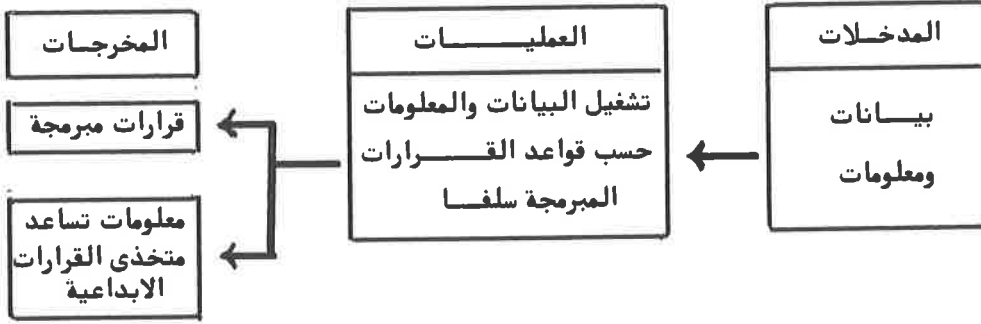 المدخلات
بيانات
ومعلومات
العمليات
تشغيل البيانات والمعلومات
حسب قواعد القرارات
المبرمجة سلفا
المخرجات
قرارات مبرمجة
معلومات تساعد
متخذى القرارات
الابداعية